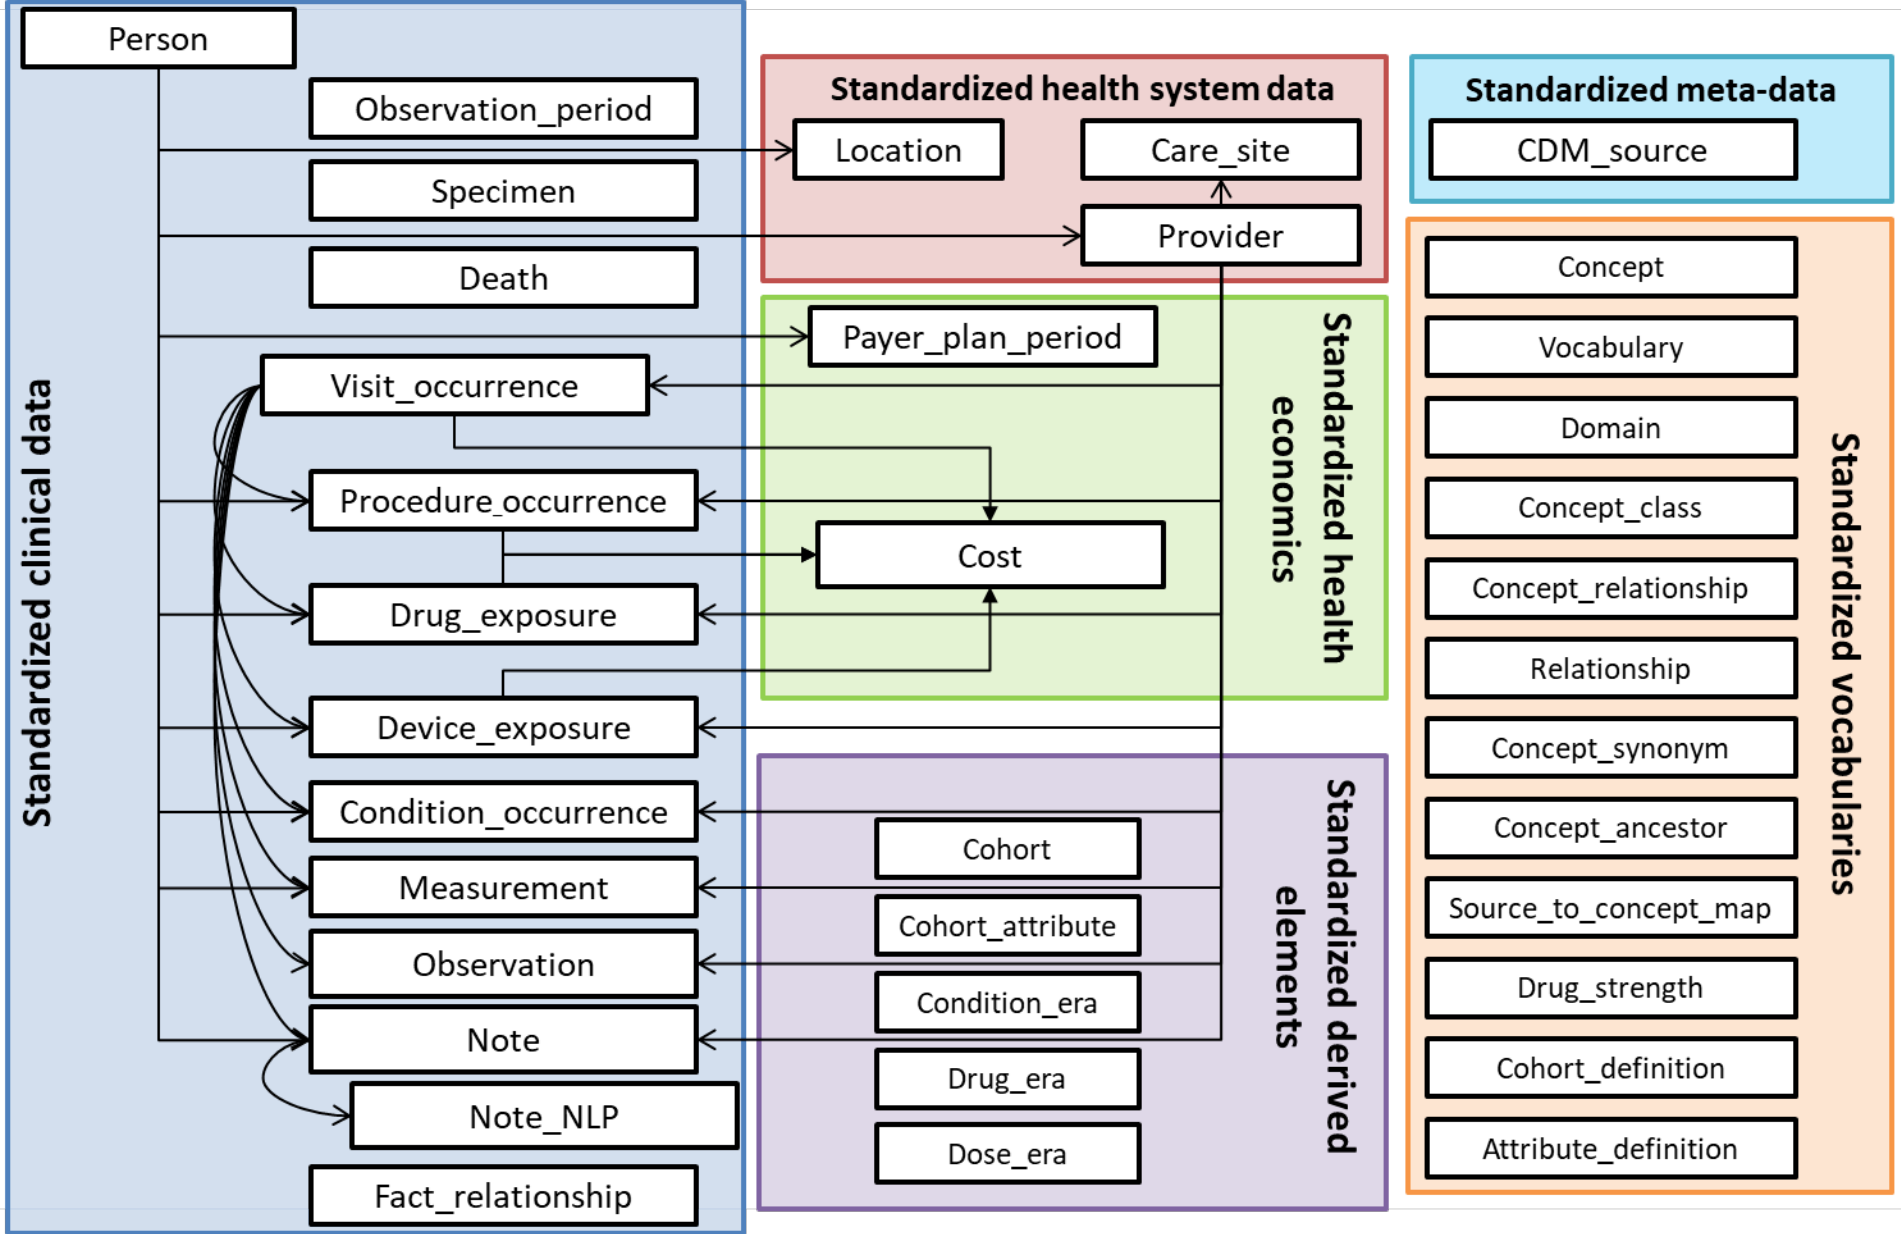 Standardized clinical data
Person
Observation_period
Specimen
Death
Visit_occurrence
Procedure_occurrence
Drug_exposure
Device_exposure
Condition_occurrence
Measurement
Observation
Note
Note_NLP
Fact_relationship
Standardized health system data
Location
Care_site
Provider
Standardized health
economics
Payer_plan_period
Cost
Standardized derived
elements
Cohort
Cohort_attribute
Condition_era
Drug_era
Dose_era
Standardized meta-data
CDM_source
Standardized vocabularies
Concept
Vocabulary
Domain
Concept_class
Concept_relationship
Relationship
Concept_synonym
Concept_ancestor
Source_to_concept_map
Drug_strength
Cohort_definition
Attribute_definition